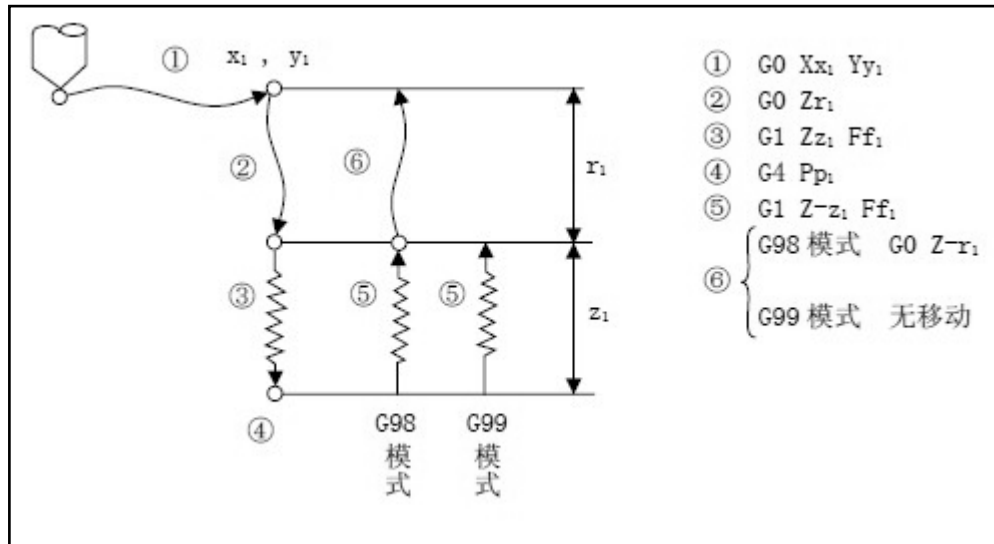 ① x₁ , y₁
② ⑥ r₁
③ ⑤ ⑤ z₁
④ G98 模式 G99 模式
① G0 Xx₁ Yy₁
② G0 Zr₁
③ G1 Zz₁ Ff₁
④ G4 Pp₁
⑤ G1 Z-z₁ Ff₁
G98 模式 G0 Z-r₁
⑥
G99 模式 无移动